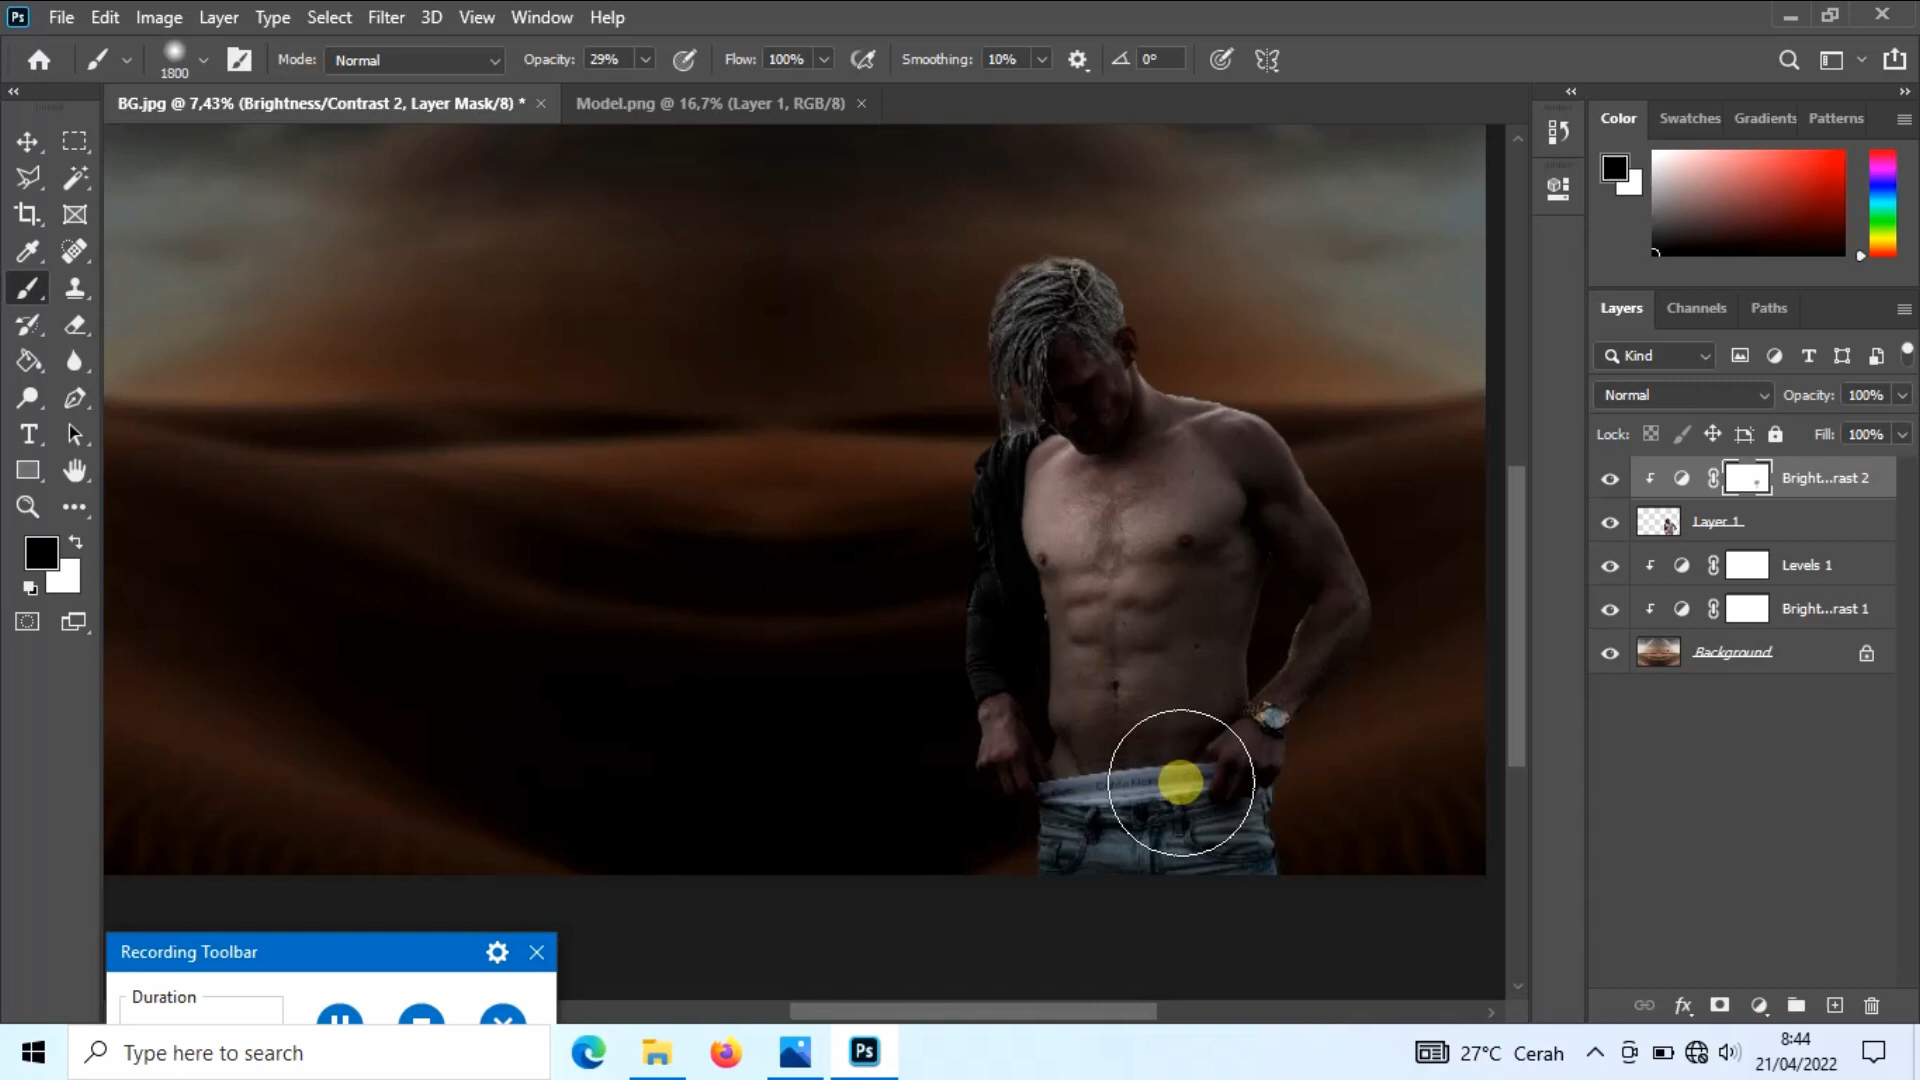 Ps File Edit Image Layer Type Select Filter 3D View Window Help
1800 Mode: Normal Opacity: 29% Flow: 100% Smoothing: 10% 0°
BG.jpg @ 7,43% (Brightness/Contrast 2, Layer Mask/8) * Model.png @ 16,7% (Layer 1, RGB/8)
Color Swatches Gradients Patterns
Layers Channels Paths
Kind
Normal Opacity: 100%
Lock: Fill: 100%
Bright...rast 2
Layer 1
Levels 1
Bright...rast 1
Background
Recording Toolbar
Duration
fx
Type here to search
Ps
27°C Cerah
8:44
21/04/2022